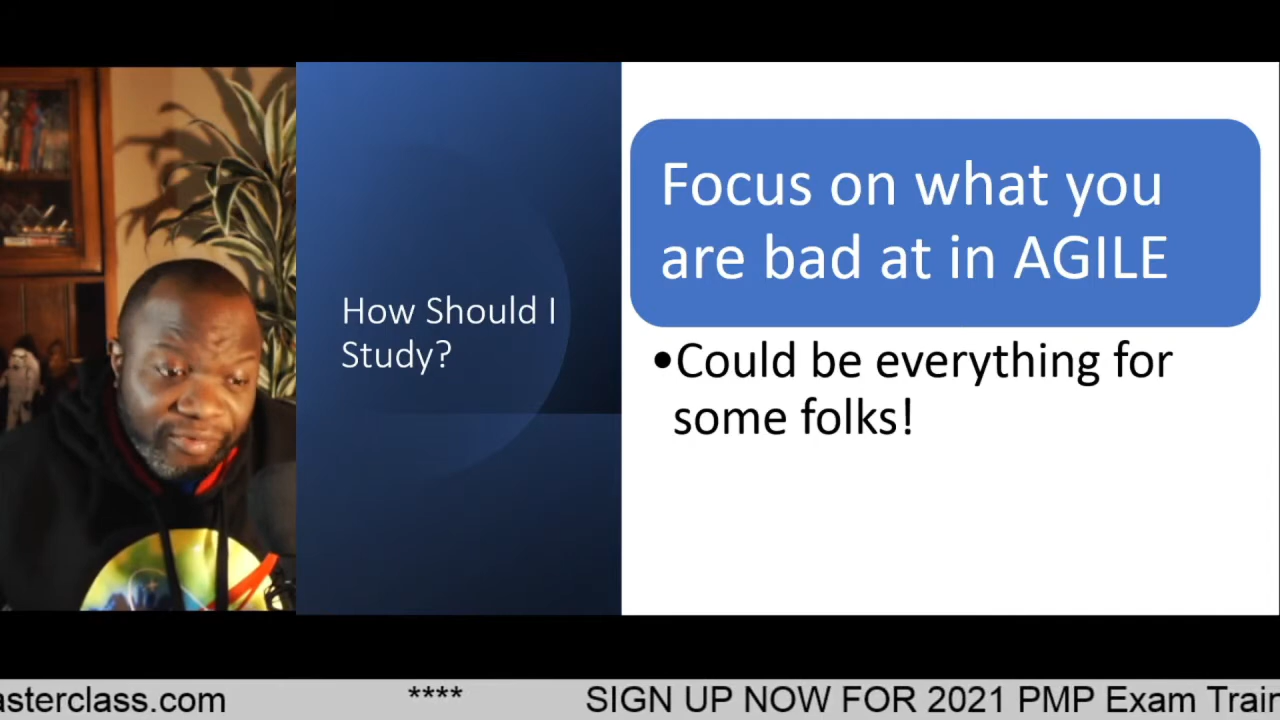 How Should I
Study?
Focus on what you
are bad at in AGILE
•Could be everything for
some folks!
asterclass.com **** SIGN UP NOW FOR 2021 PMP Exam Train